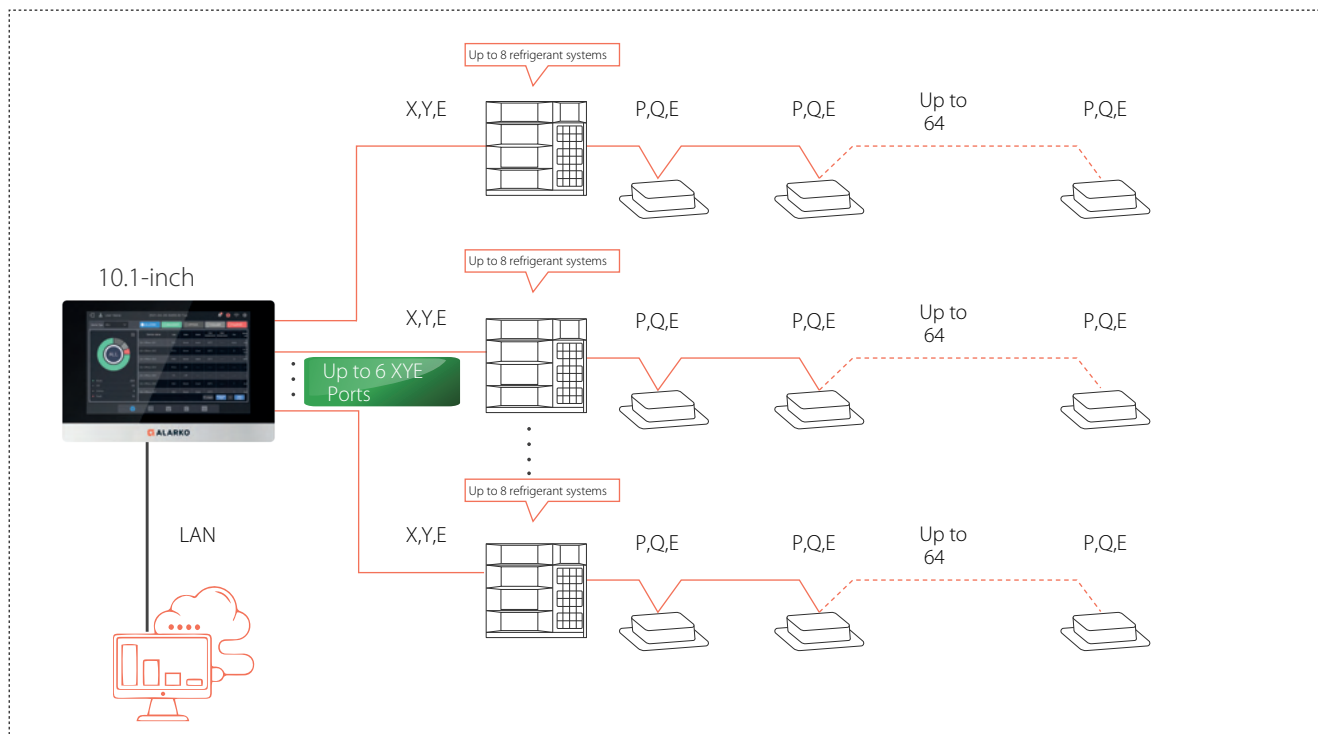 Up to 8 refrigerant systems
X,Y,E
P,Q,E
P,Q,E
Up to
64
P,Q,E
10.1-inch
Up to 8 refrigerant systems
X,Y,E
P,Q,E
P,Q,E
Up to
64
P,Q,E
Up to 6 XYE
Ports
ALL
ALARKO
Up to 8 refrigerant systems
X,Y,E
P,Q,E
P,Q,E
Up to
64
P,Q,E
LAN